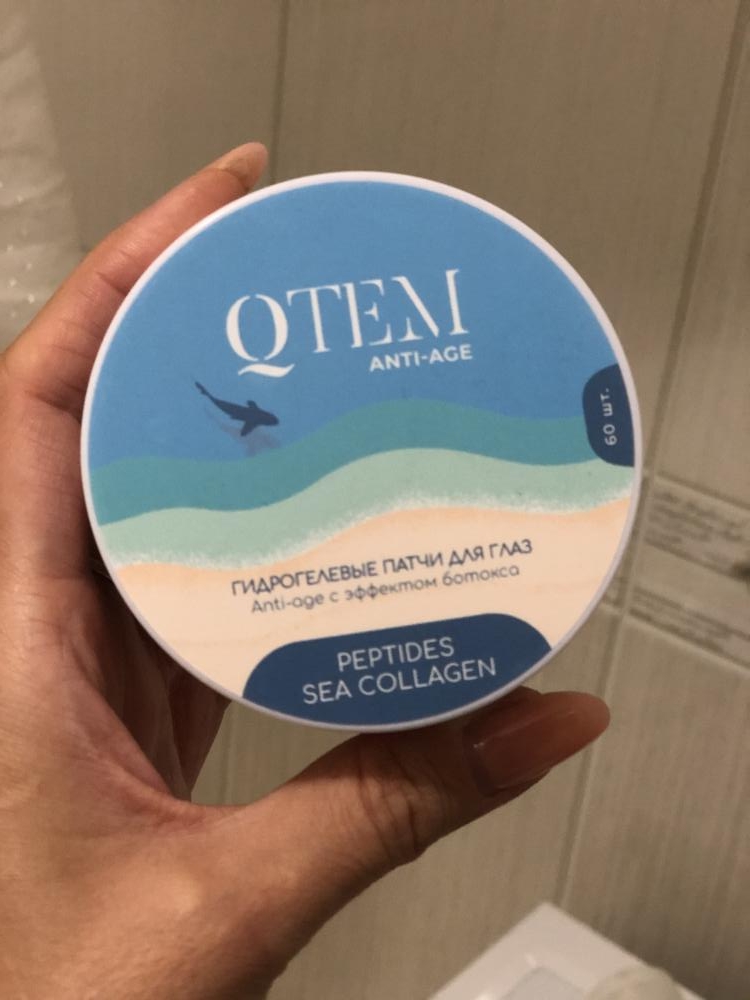 QTEM
ANTI-AGE
60 шт.
ГИДРОГЕЛЕВЫЕ ПАТЧИ ДЛЯ ГЛАЗ
Anti-age с эффектом ботокса
PEPTIDES
SEA COLLAGEN